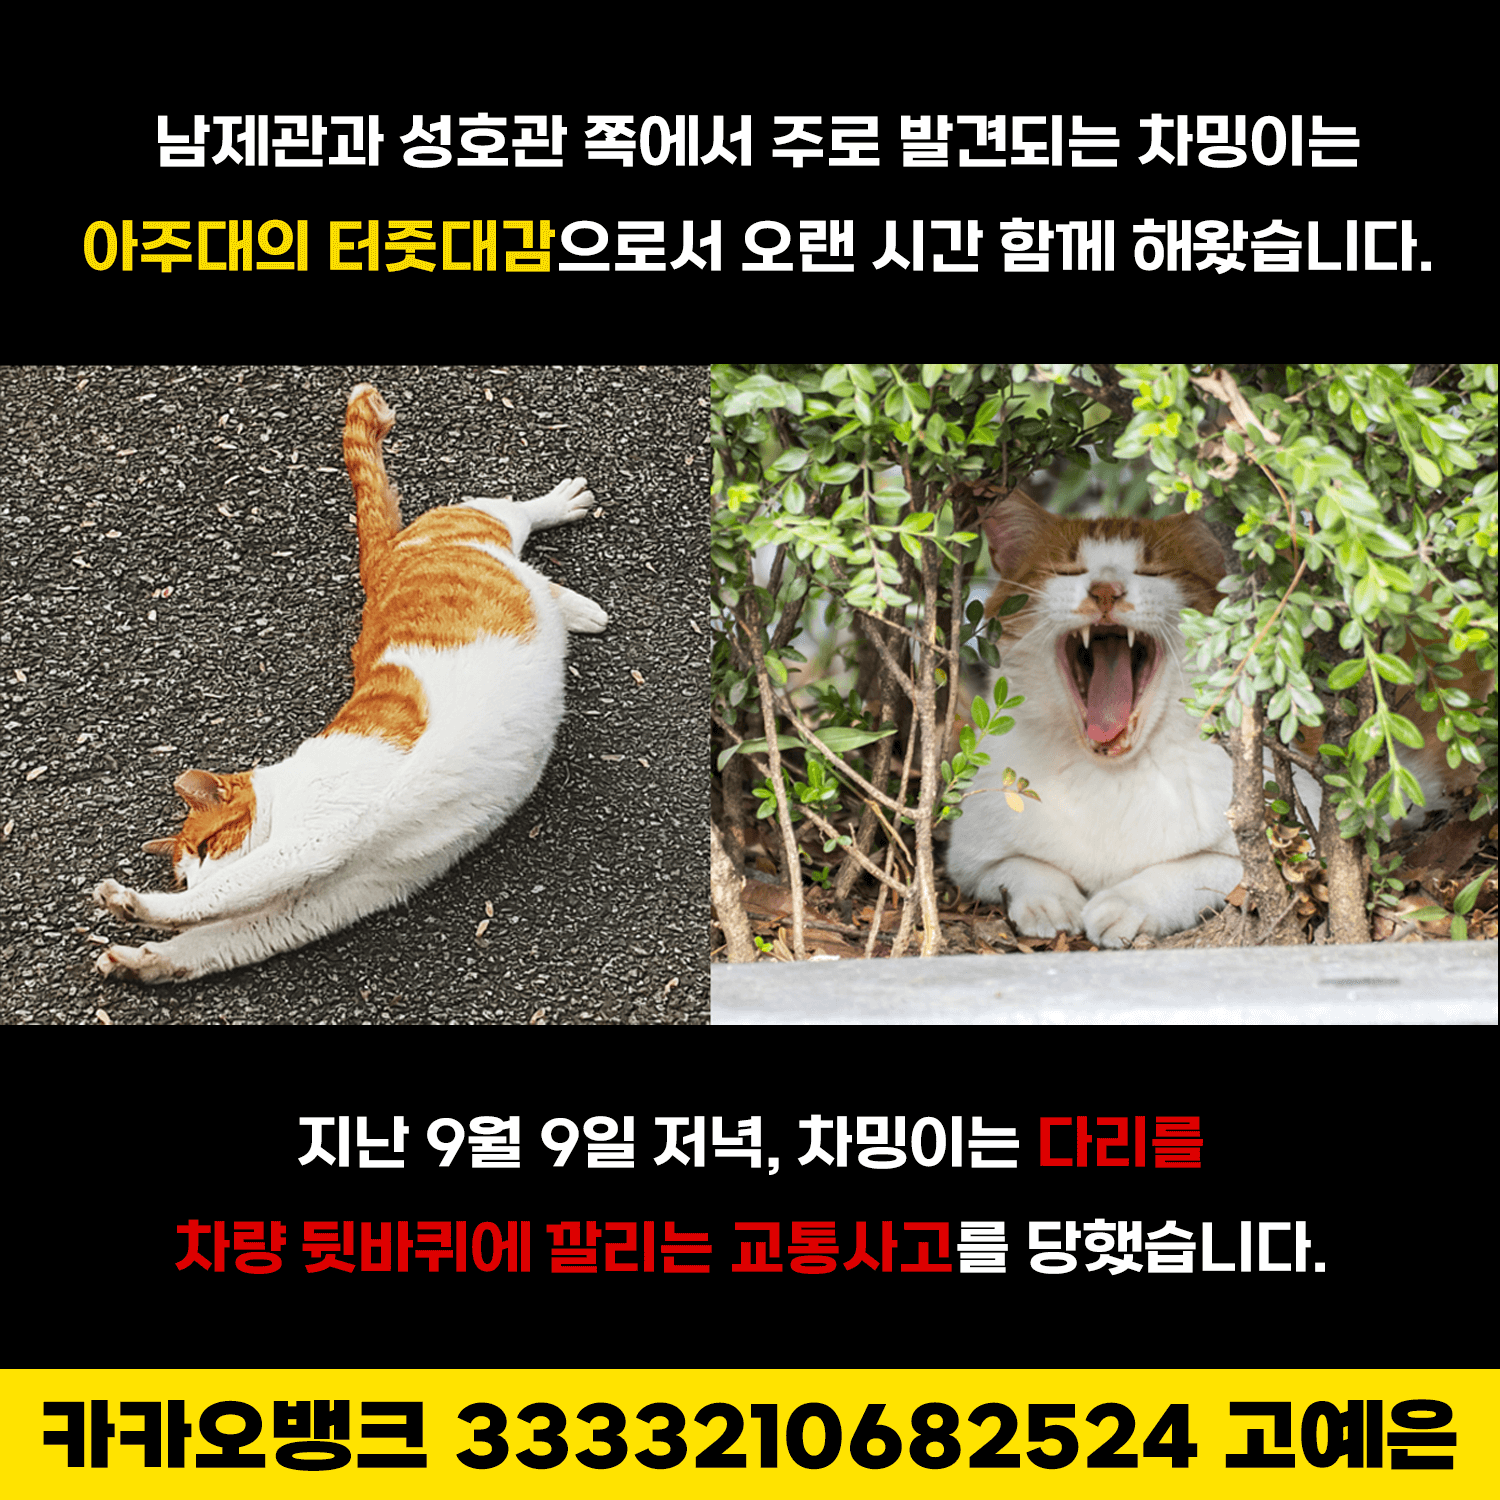 남제관과 성호관 쪽에서 주로 발견되는 차밍이는
아주대의 터줏대감으로서 오랜 시간 함께 해왔습니다.
지난 9월 9일 저녁, 차밍이는 다리를
차량 뒷바퀴에 깔리는 교통사고를 당했습니다.
카카오뱅크 3333210682524 고예은